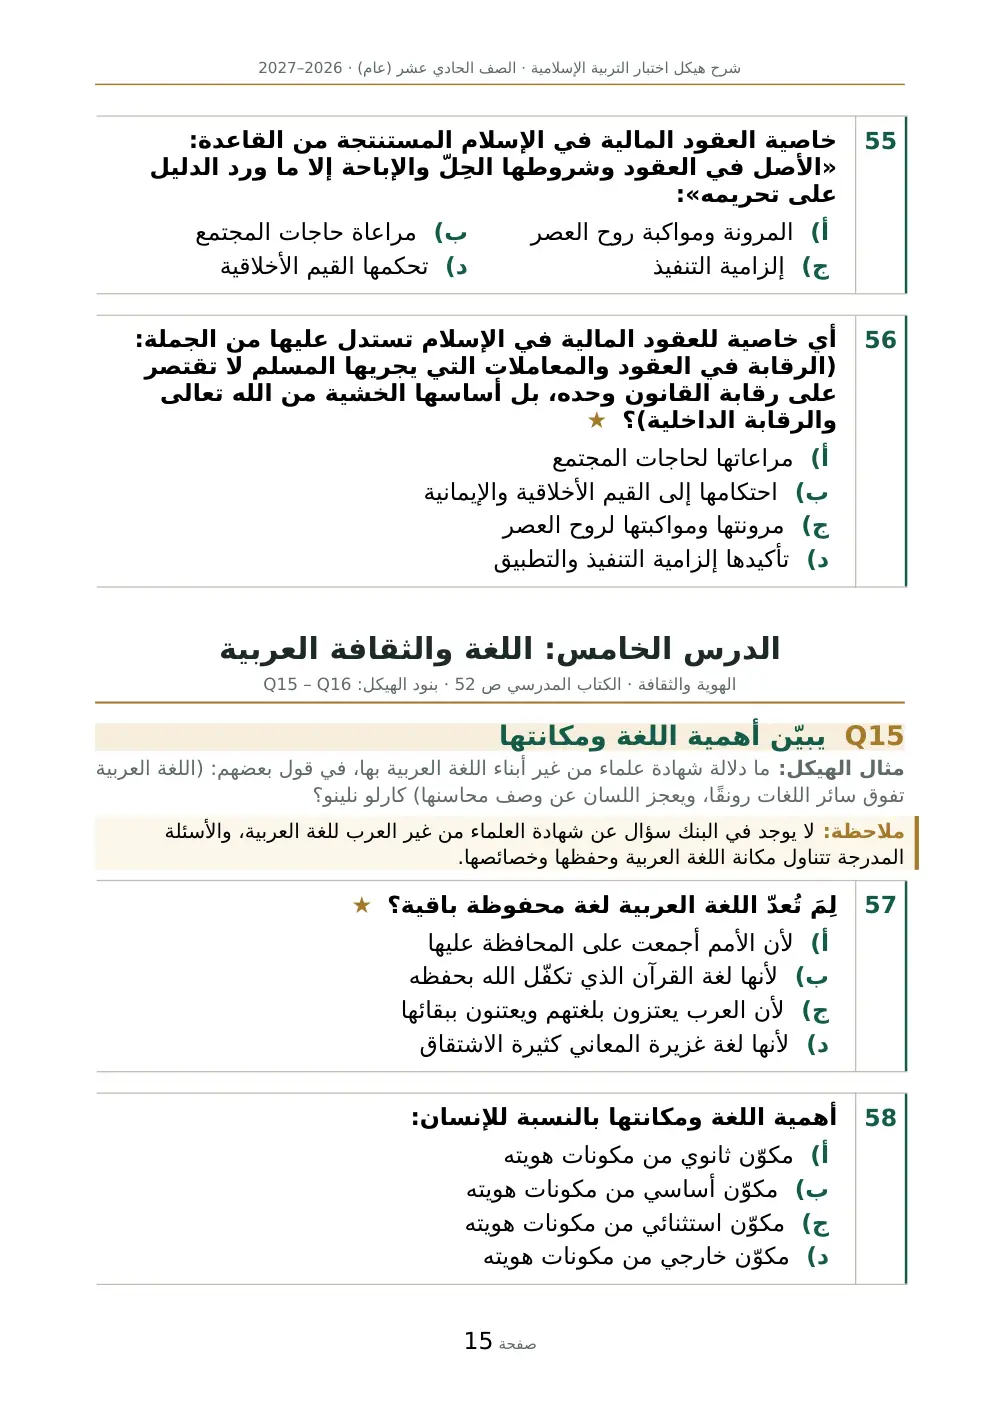 شرح هيكل اختبار التربية الإسلامية · الصف الحادي عشر (عام) · 2026–2027
55
خاصية العقود المالية في الإسلام المستنتجة من القاعدة:
«الأصل في العقود وشروطها الحِلّ والإباحة إلا ما ورد الدليل
على تحريمه»:
أ) المرونة ومواكبة روح العصر
ب) مراعاة حاجات المجتمع
ج) إلزامية التنفيذ
د) تحكمها القيم الأخلاقية
56
أي خاصية للعقود المالية في الإسلام تستدل عليها من الجملة:
(الرقابة في العقود والمعاملات التي يجريها المسلم لا تقتصر
على رقابة القانون وحده، بل أساسها الخشية من الله تعالى
والرقابة الداخلية)؟ ★
أ) مراعاتها لحاجات المجتمع
ب) احتكامها إلى القيم الأخلاقية والإيمانية
ج) مرونتها ومواكبتها لروح العصر
د) تأكيدها إلزامية التنفيذ والتطبيق
الدرس الخامس: اللغة والثقافة العربية
الهوية والثقافة · الكتاب المدرسي ص 52 · بنود الهيكل: Q15 – Q16
Q15 يبيّن أهمية اللغة ومكانتها
مثال الهيكل: ما دلالة شهادة علماء من غير أبناء اللغة العربية بها، في قول بعضهم: (اللغة العربية
تفوق سائر اللغات رونقًا، ويعجز اللسان عن وصف محاسنها) كارلو نلينو؟
ملاحظة: لا يوجد في البنك سؤال عن شهادة العلماء من غير العرب للغة العربية، والأسئلة
المدرجة تتناول مكانة اللغة العربية وحفظها وخصائصها.
57
لِمَ تُعدّ اللغة العربية لغة محفوظة باقية؟ ★
أ) لأن الأمم أجمعت على المحافظة عليها
ب) لأنها لغة القرآن الذي تكفّل الله بحفظه
ج) لأن العرب يعتزون بلغتهم ويعتنون ببقائها
د) لأنها لغة غزيرة المعاني كثيرة الاشتقاق
58
أهمية اللغة ومكانتها بالنسبة للإنسان:
أ) مكوّن ثانوي من مكونات هويته
ب) مكوّن أساسي من مكونات هويته
ج) مكوّن استثنائي من مكونات هويته
د) مكوّن خارجي من مكونات هويته
صفحة 15